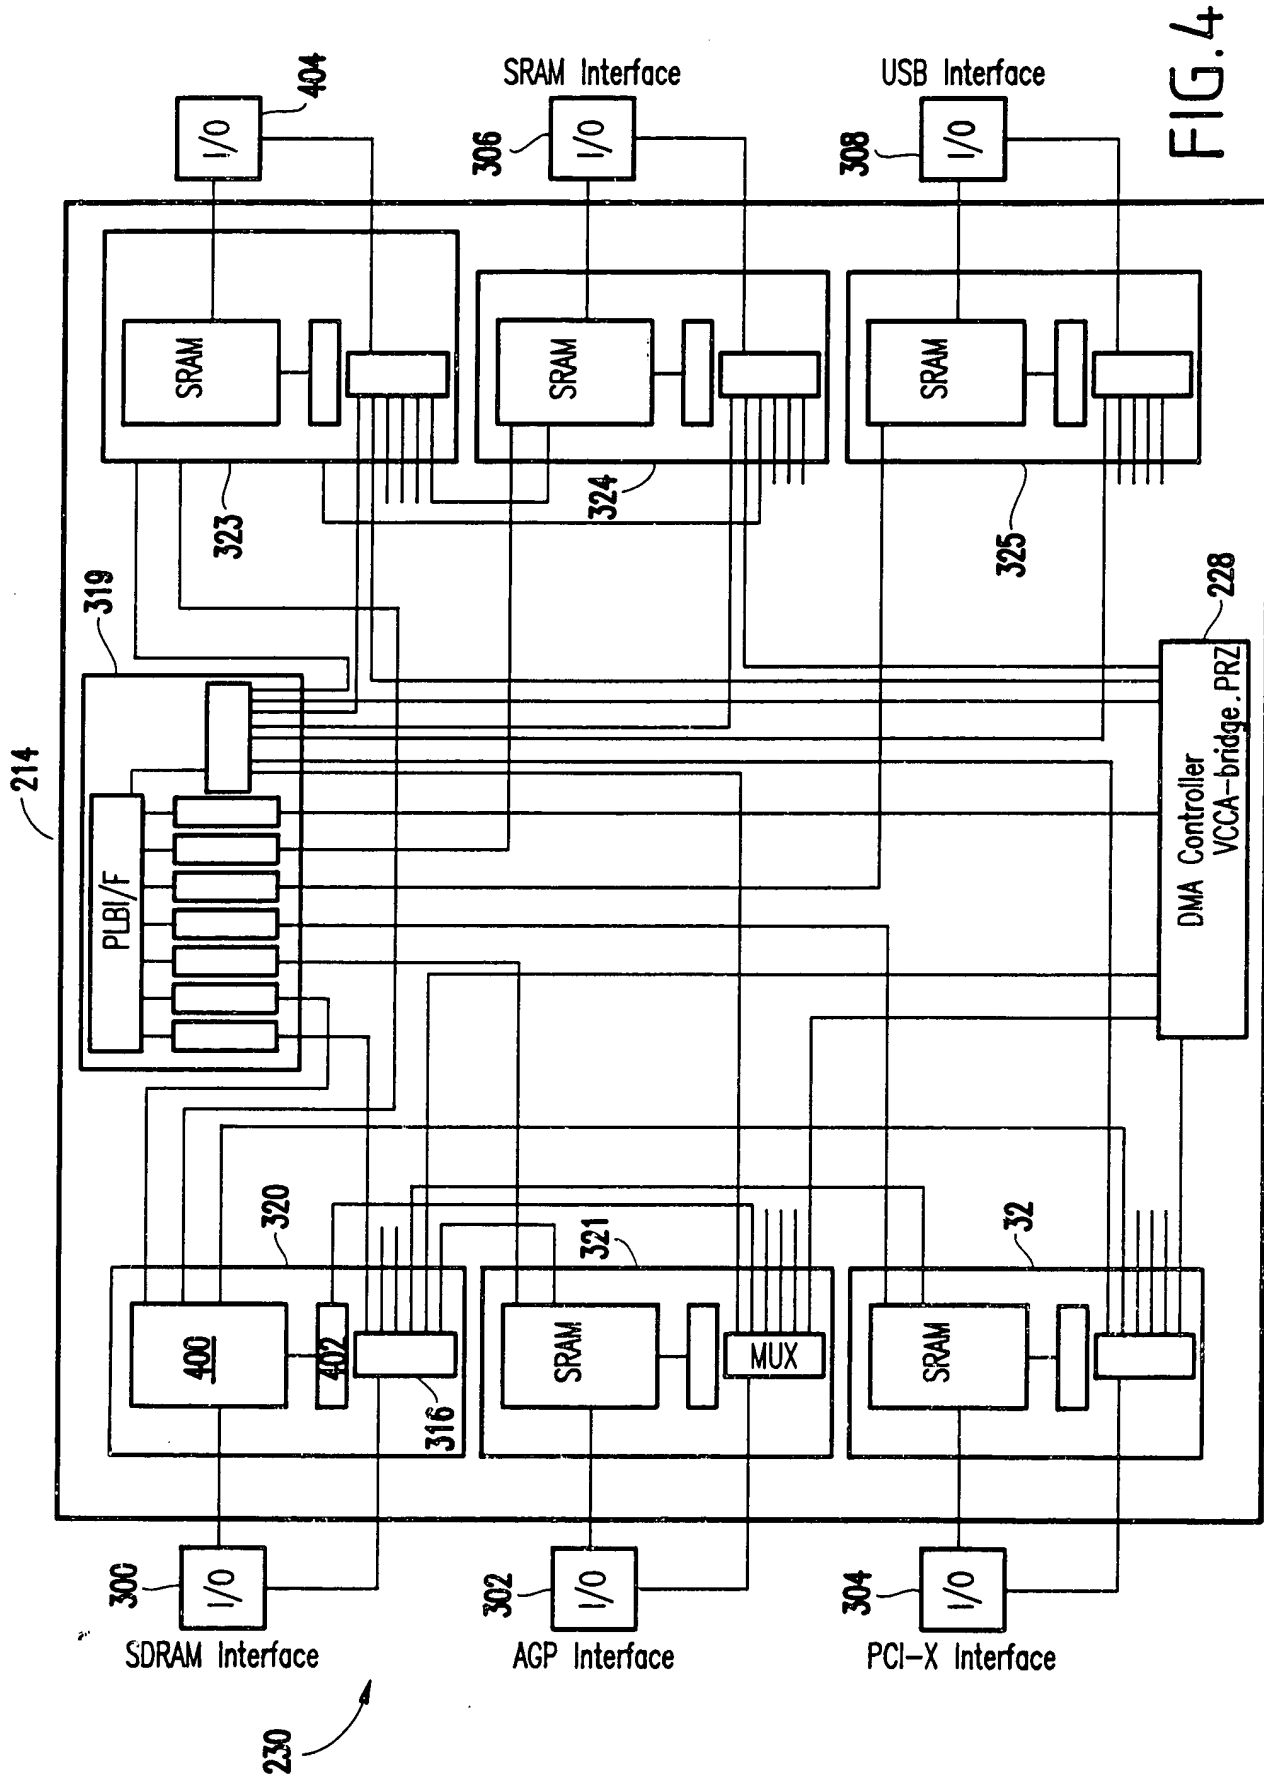 FIG.4
230
214
SDRAM Interface
300
I/O
AGP Interface
302
I/O
PCI-X Interface
304
I/O
400
402
316
320
SRAM
MUX
321
SRAM
32
PLBI/F
319
DMA Controller
VCCA-bridge.PRZ
228
SRAM
323
SRAM
324
SRAM
325
I/O
404
SRAM Interface
306
I/O
USB Interface
308
I/O